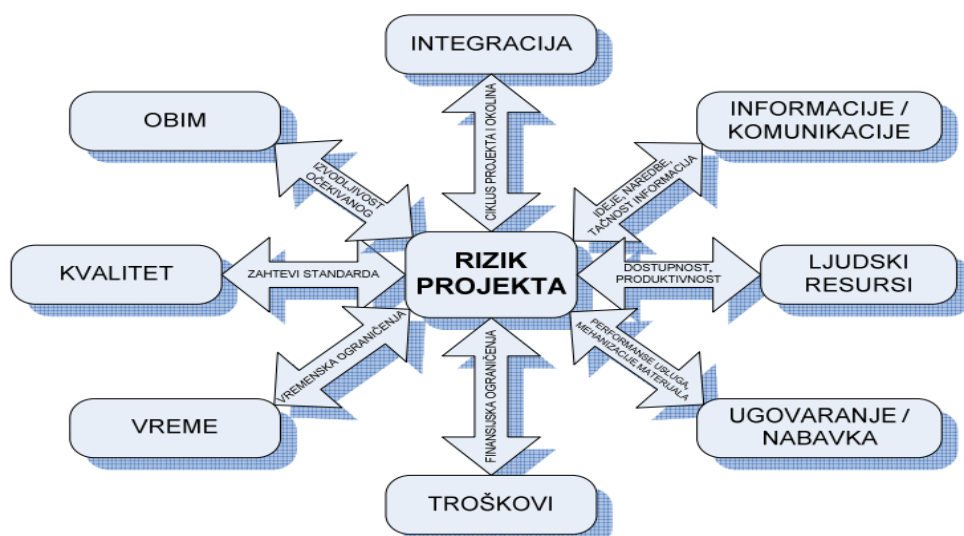 INTEGRACIJA
OBIM
INFORMACIJE /
KOMUNIKACIJE
CIKLUS PROJEKTA I OKOLINA
IZVODLJIVOST
OČEKIVANOG
IDEJE, NAREDBE,
TAČNOST INFORMACIJA
KVALITET
ZAHTEVI STANDARDA
RIZIK
PROJEKTA
DOSTUPNOST,
PRODUKTIVNOST
LJUDSKI
RESURSI
VREMENSKA OGRANIČENJA
FINANSIJSKA OGRANIČENJA
PERFORMANSE USLUGA,
MEHANIZACIJE, MATERIJALA
VREME
UGOVARANJE /
NABAVKA
TROŠKOVI